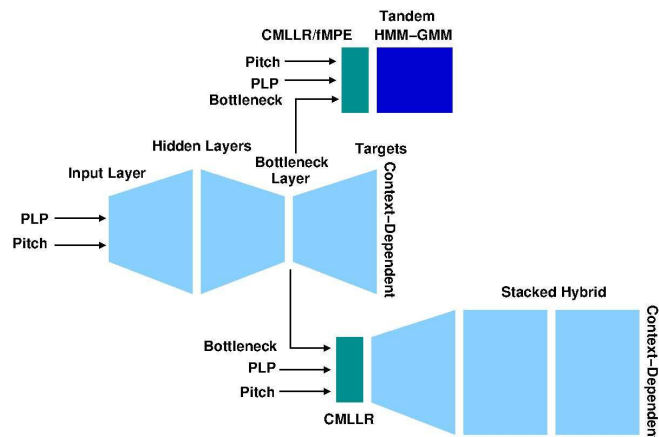 Tandem
CMLLR/fMPE HMM−GMM
Pitch
PLP
Bottleneck
Hidden Layers
Bottleneck
Layer
Targets
Input Layer
Context−Dependent
PLP
Pitch
Stacked Hybrid
Bottleneck
PLP
Pitch
CMLLR
Context−Dependen